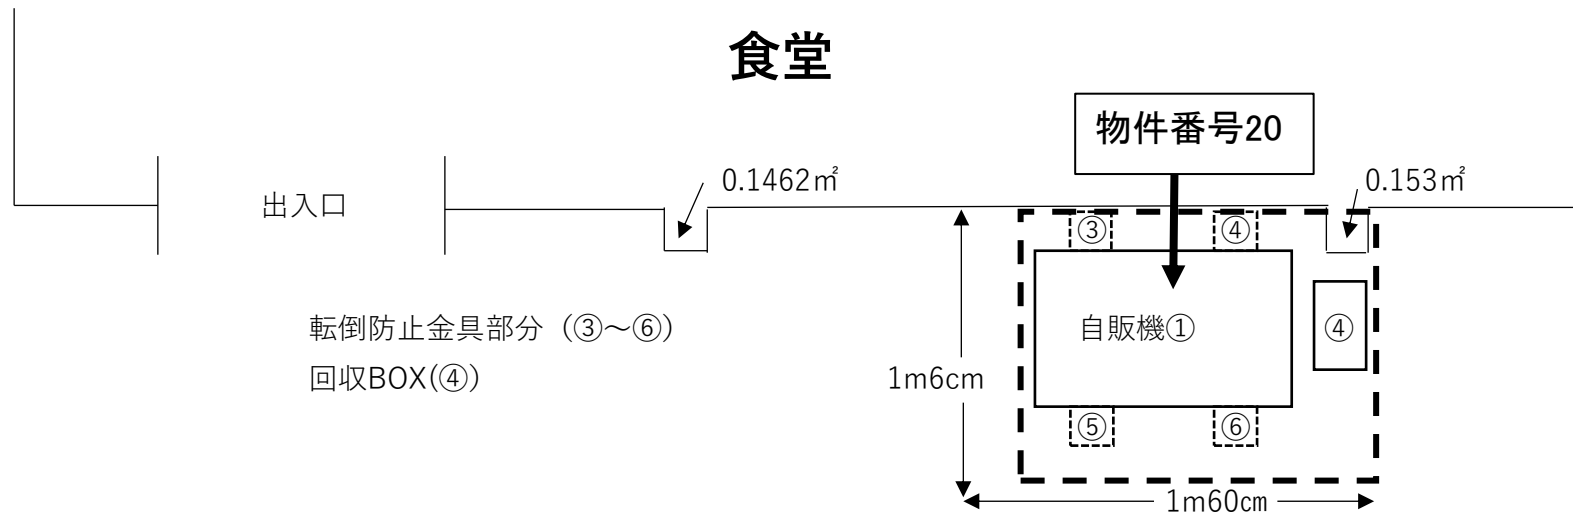 食堂
物件番号20
0.1462㎡
0.153㎡
出入口
③
④
転倒防止金具部分（③～⑥）
自販機①
④
回収BOX(④)
1m6cm
⑤
⑥
1m60㎝